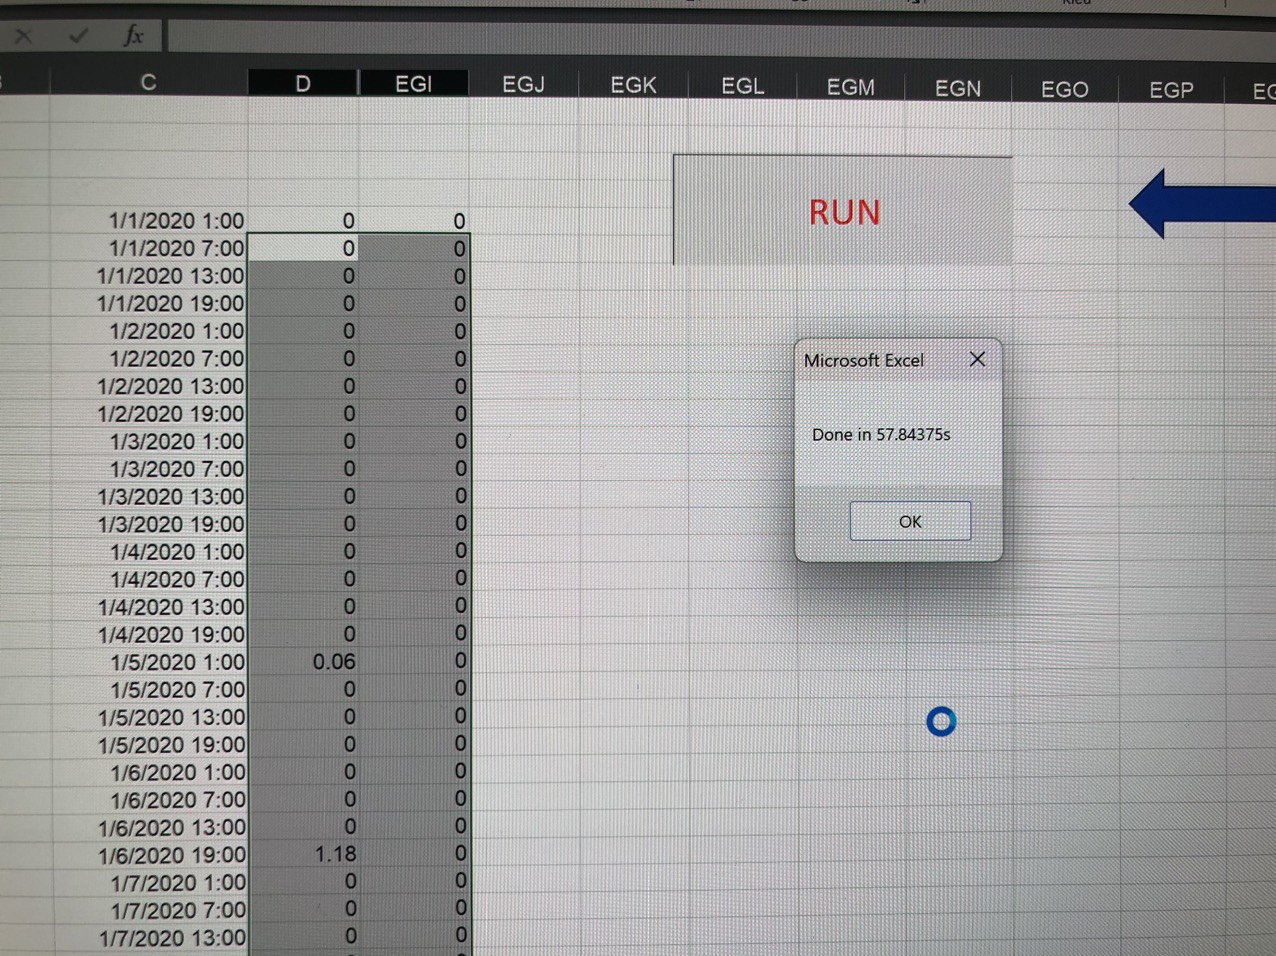 fx
C D EGI EGJ EGK EGL EGM EGN EGO EGP
RUN
1/1/2020 1:00 0 0
1/1/2020 7:00 0 0
1/1/2020 13:00 0 0
1/1/2020 19:00 0 0
1/2/2020 1:00 0 0
1/2/2020 7:00 0 0
1/2/2020 13:00 0 0
1/2/2020 19:00 0 0
1/3/2020 1:00 0 0
1/3/2020 7:00 0 0
1/3/2020 13:00 0 0
1/3/2020 19:00 0 0
1/4/2020 1:00 0 0
1/4/2020 7:00 0 0
1/4/2020 13:00 0 0
1/4/2020 19:00 0 0
1/5/2020 1:00 0.06 0
1/5/2020 7:00 0 0
1/5/2020 13:00 0 0
1/5/2020 19:00 0 0
1/6/2020 1:00 0 0
1/6/2020 7:00 0 0
1/6/2020 13:00 0 0
1/6/2020 19:00 1.18 0
1/7/2020 1:00 0 0
1/7/2020 7:00 0 0
1/7/2020 13:00 0 0
Microsoft Excel
Done in 57.84375s
OK